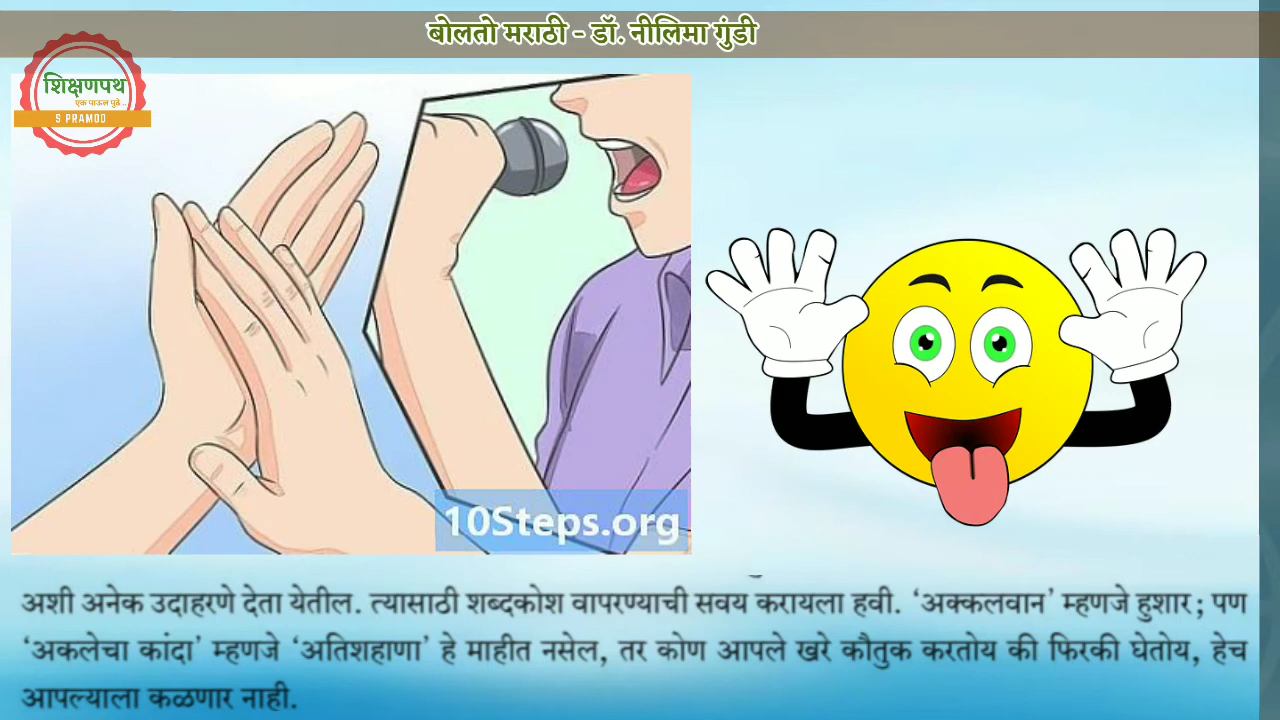 बोलतो मराठी - डॉ. नीलिमा गुंडी
शिक्षणपथ
एक पाऊल पुढे ..
S PRAMOD
10Steps.org
अशी अनेक उदाहरणे देता येतील. त्यासाठी शब्दकोश वापरण्याची सवय करायला हवी. ‘अक्कलवान’ म्हणजे हुशार; पण
‘अकलेचा कांदा’ म्हणजे ‘अतिशहाणा’ हे माहीत नसेल, तर कोण आपले खरे कौतुक करतोय की फिरकी घेतोय, हेच
आपल्याला कळणार नाही.